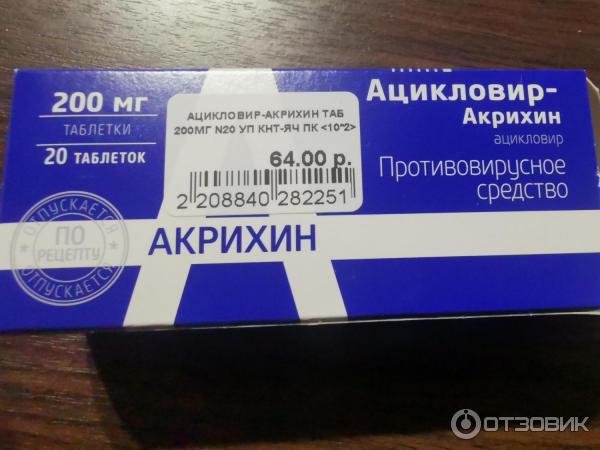 200 мг
ТАБЛЕТКИ
20 ТАБЛЕТОК
АЦИКЛОВИР-АКРИХИН ТАБ
200МГ N20 УП КНТ-ЯЧ ПК <10*2>
64.00 р.
2 208840 282251
Ацикловир-
Акрихин
ацикловир
Противовирусное
средство
ОТПУСКАЕТСЯ
ПО
РЕЦЕПТУ
ОТПУСКАЕТСЯ
АКРИХИН
ОТЗОВИК